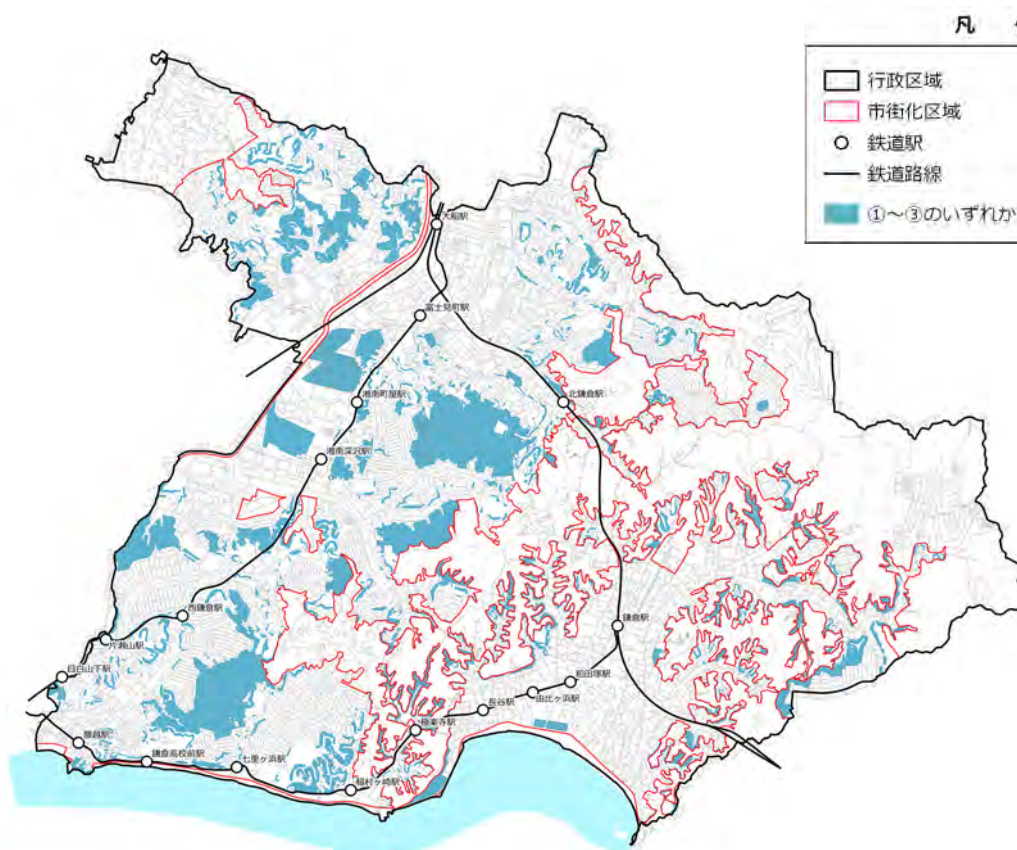 凡
行政区域
市街化区域
鉄道駅
鉄道路線
①～③のいずれか
大船駅
富士見町駅
湘南町屋駅
北鎌倉駅
湘南深沢駅
西鎌倉駅
鎌倉駅
片瀬山駅
目白山下駅
和田塚駅
由比ヶ浜駅
長谷駅
極楽寺駅
腰越駅
鎌倉高校前駅
七里ヶ浜駅
稲村ヶ崎駅